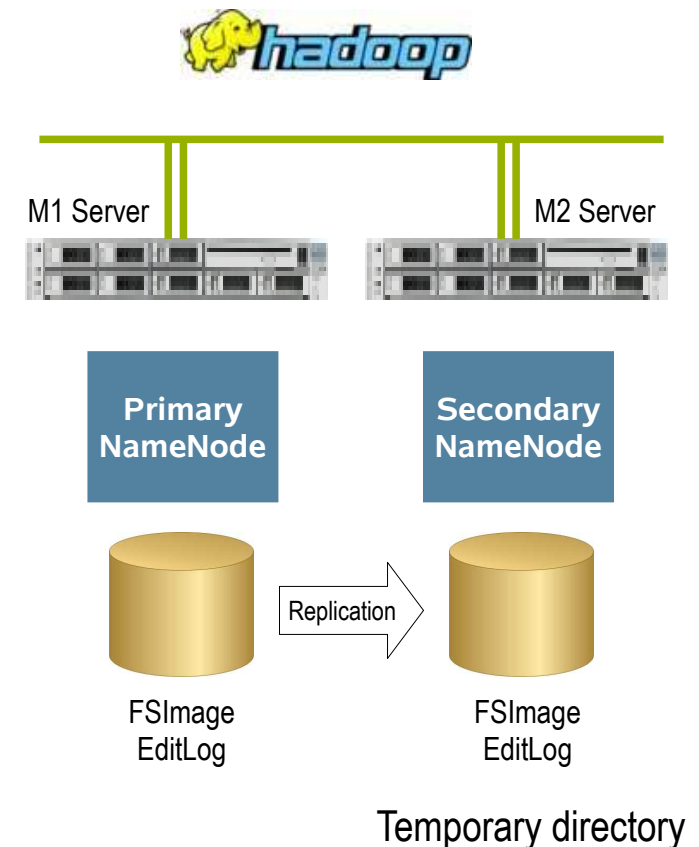 hadoop
M1 Server
M2 Server
Primary
NameNode
Secondary
NameNode
Replication
FSImage
EditLog
FSImage
EditLog
Temporary directory